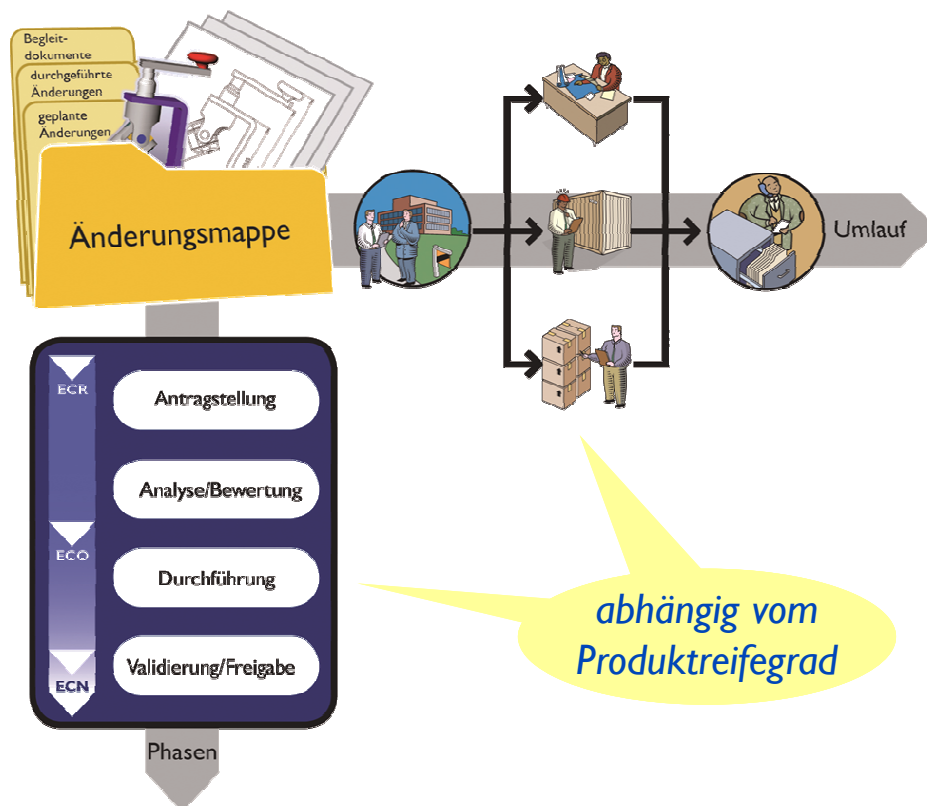 Begleit-
dokumente
durchgeführte
Änderungen
geplante
Änderungen
Änderungsmappe
Umlauf
ECR
Antragstellung
Analyse/Bewertung
ECO
Durchführung
Validierung/Freigabe
ECN
Phasen
abhängig vom
Produktreifegrad